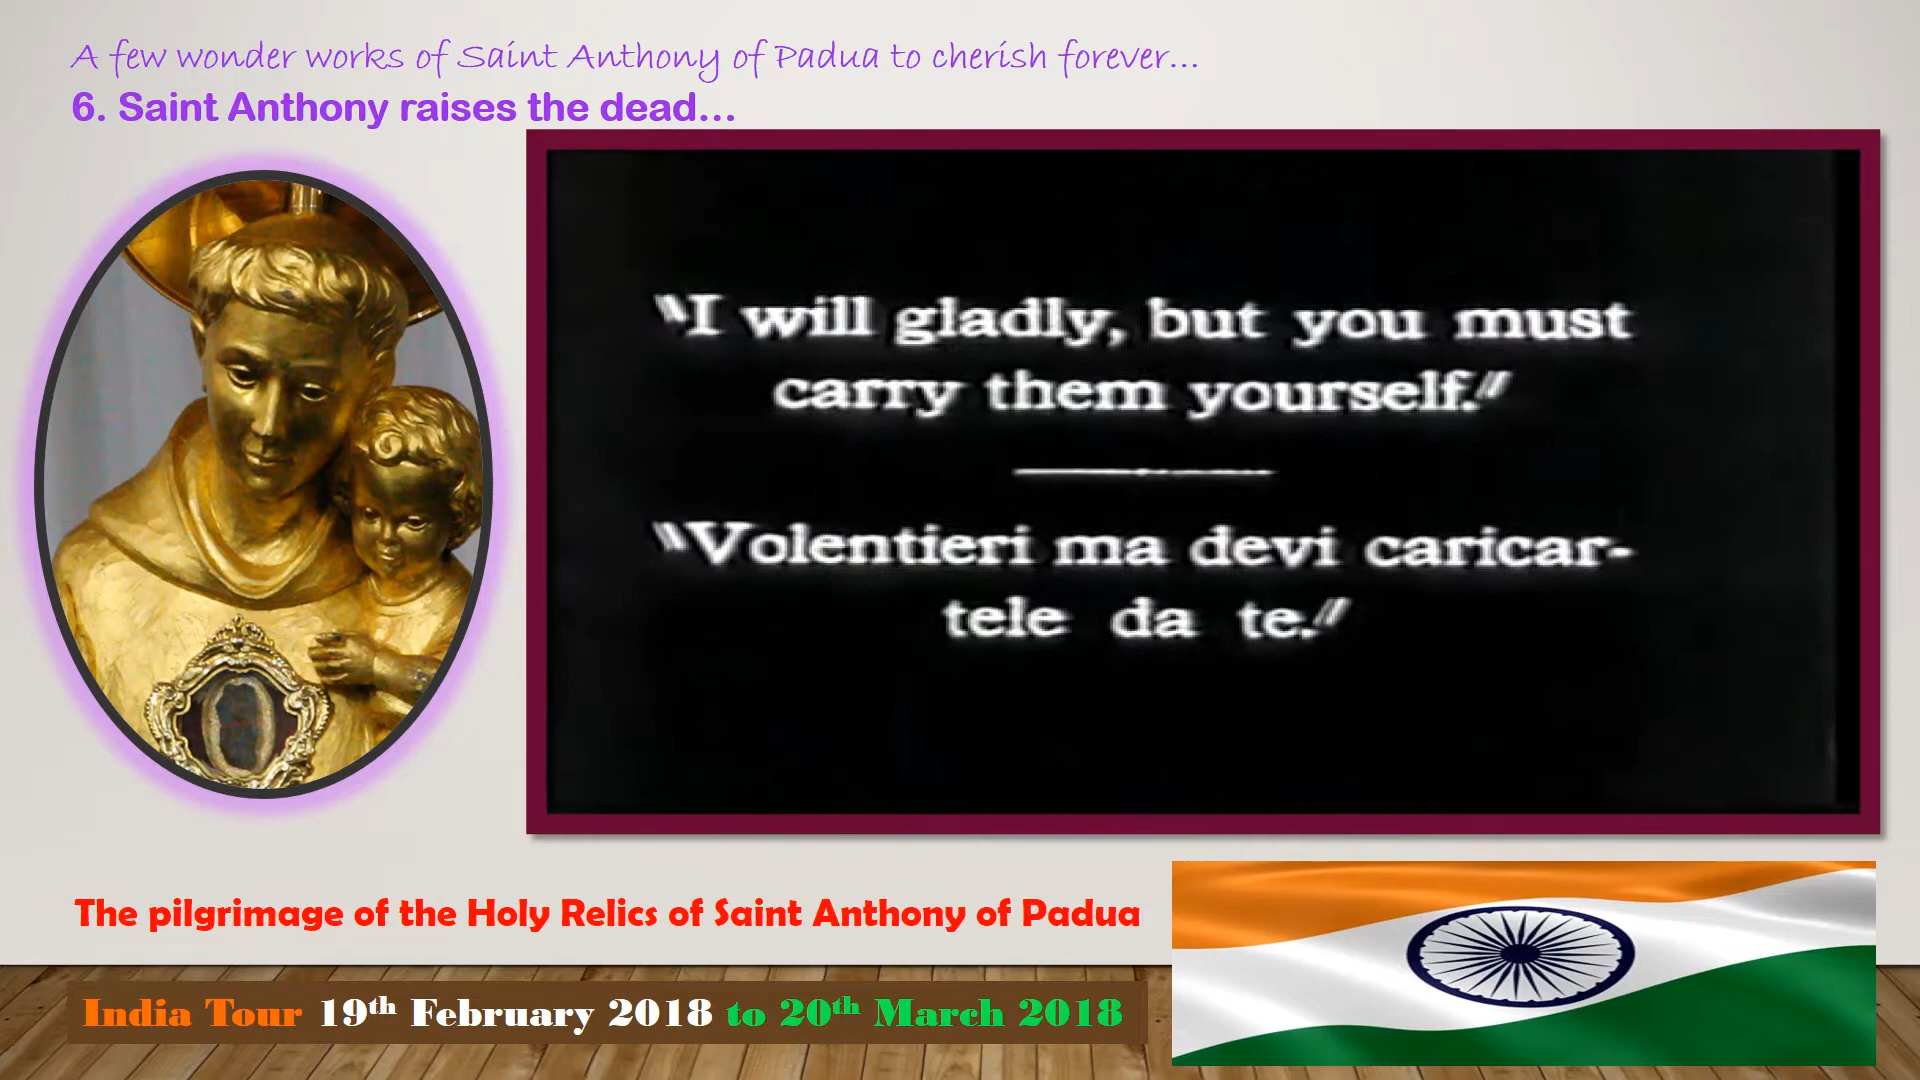 A few wonder works of Saint Anthony of Padua to cherish forever...
6. Saint Anthony raises the dead...
"I will gladly, but you must
carry them yourself."
"Volentieri ma devi caricar-
tele da te."
The pilgrimage of the Holy Relics of Saint Anthony of Padua
India Tour 19th February 2018 to 20th March 2018